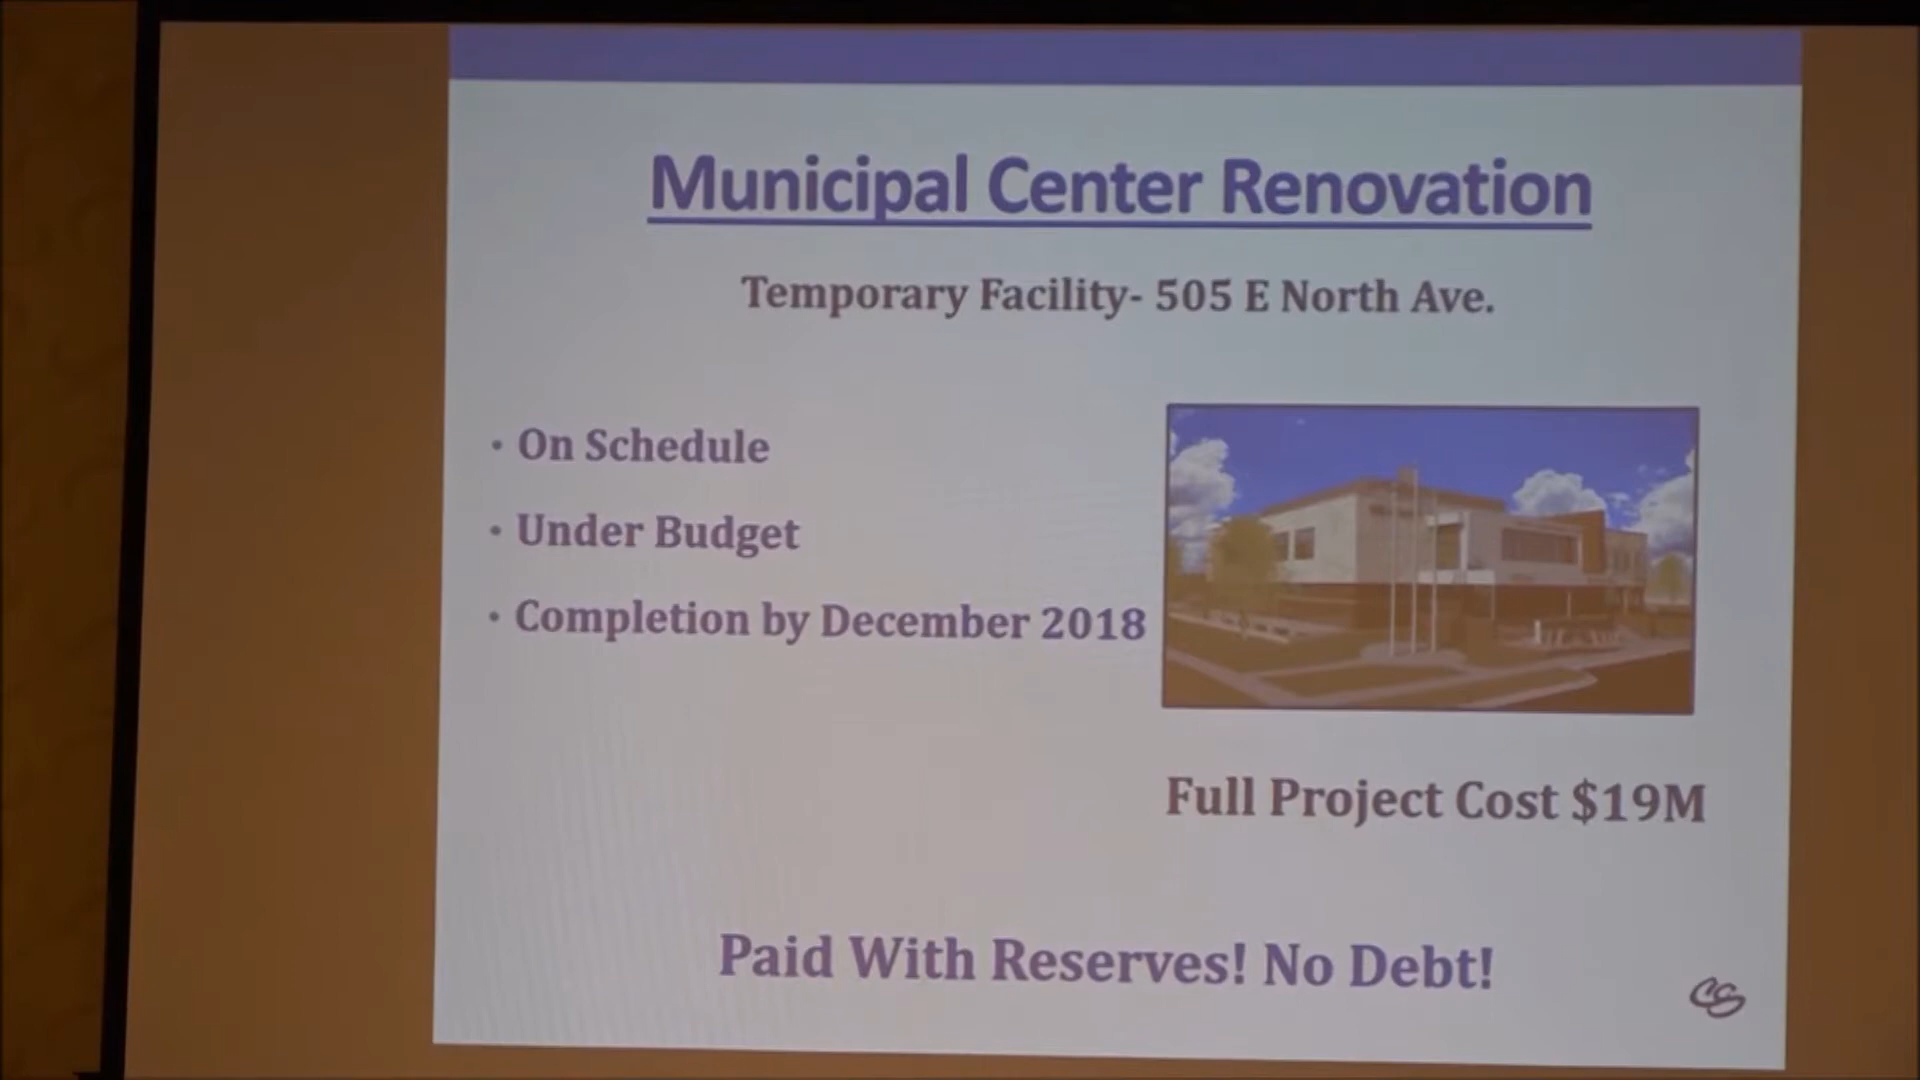 Municipal Center Renovation
Temporary Facility- 505 E North Ave.
• On Schedule
• Under Budget
• Completion by December 2018
Full Project Cost $19M
Paid With Reserves! No Debt!
CS